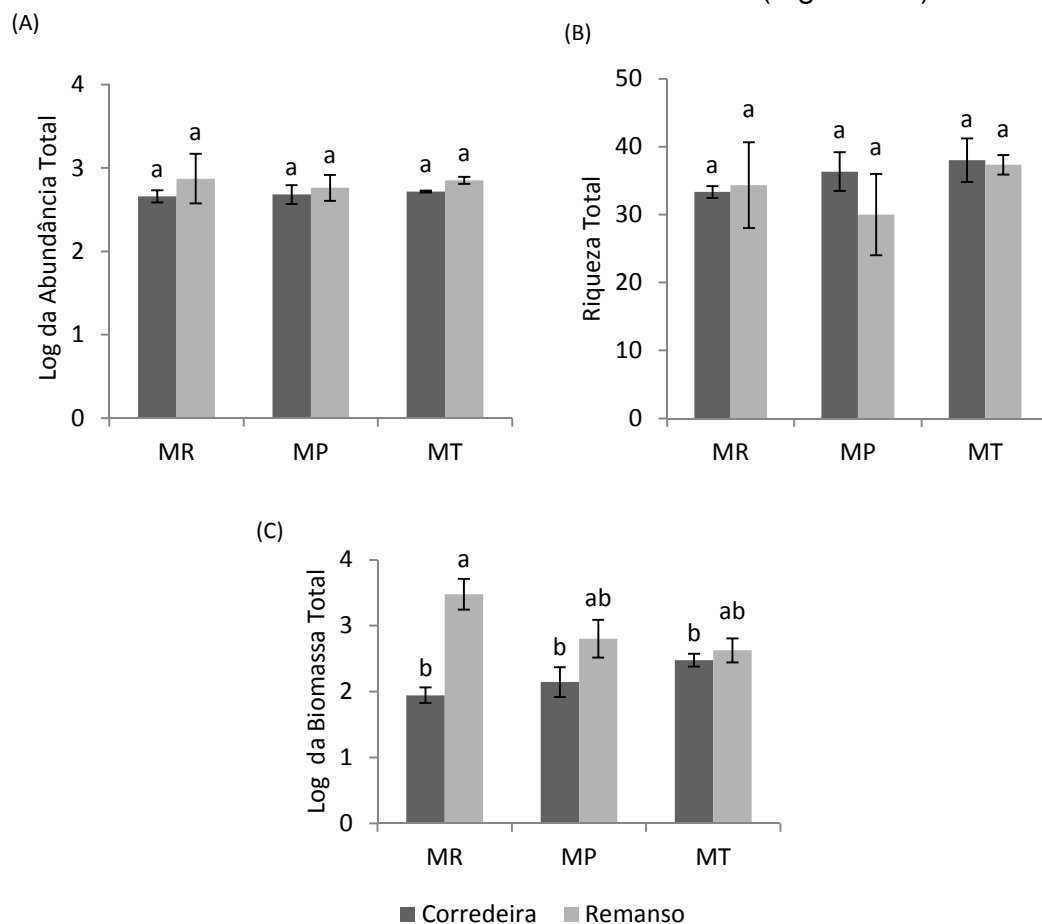 (A)
Log da Abundância Total
4
3
2
1
0
a a a a a a
MR MP MT
(B)
Riqueza Total
50
40
30
20
10
0
a a a a a a
MR MP MT
(C)
Log da Biomassa Total
4
3
2
1
0
b a b ab b ab
MR MP MT
Corredeira Remanso